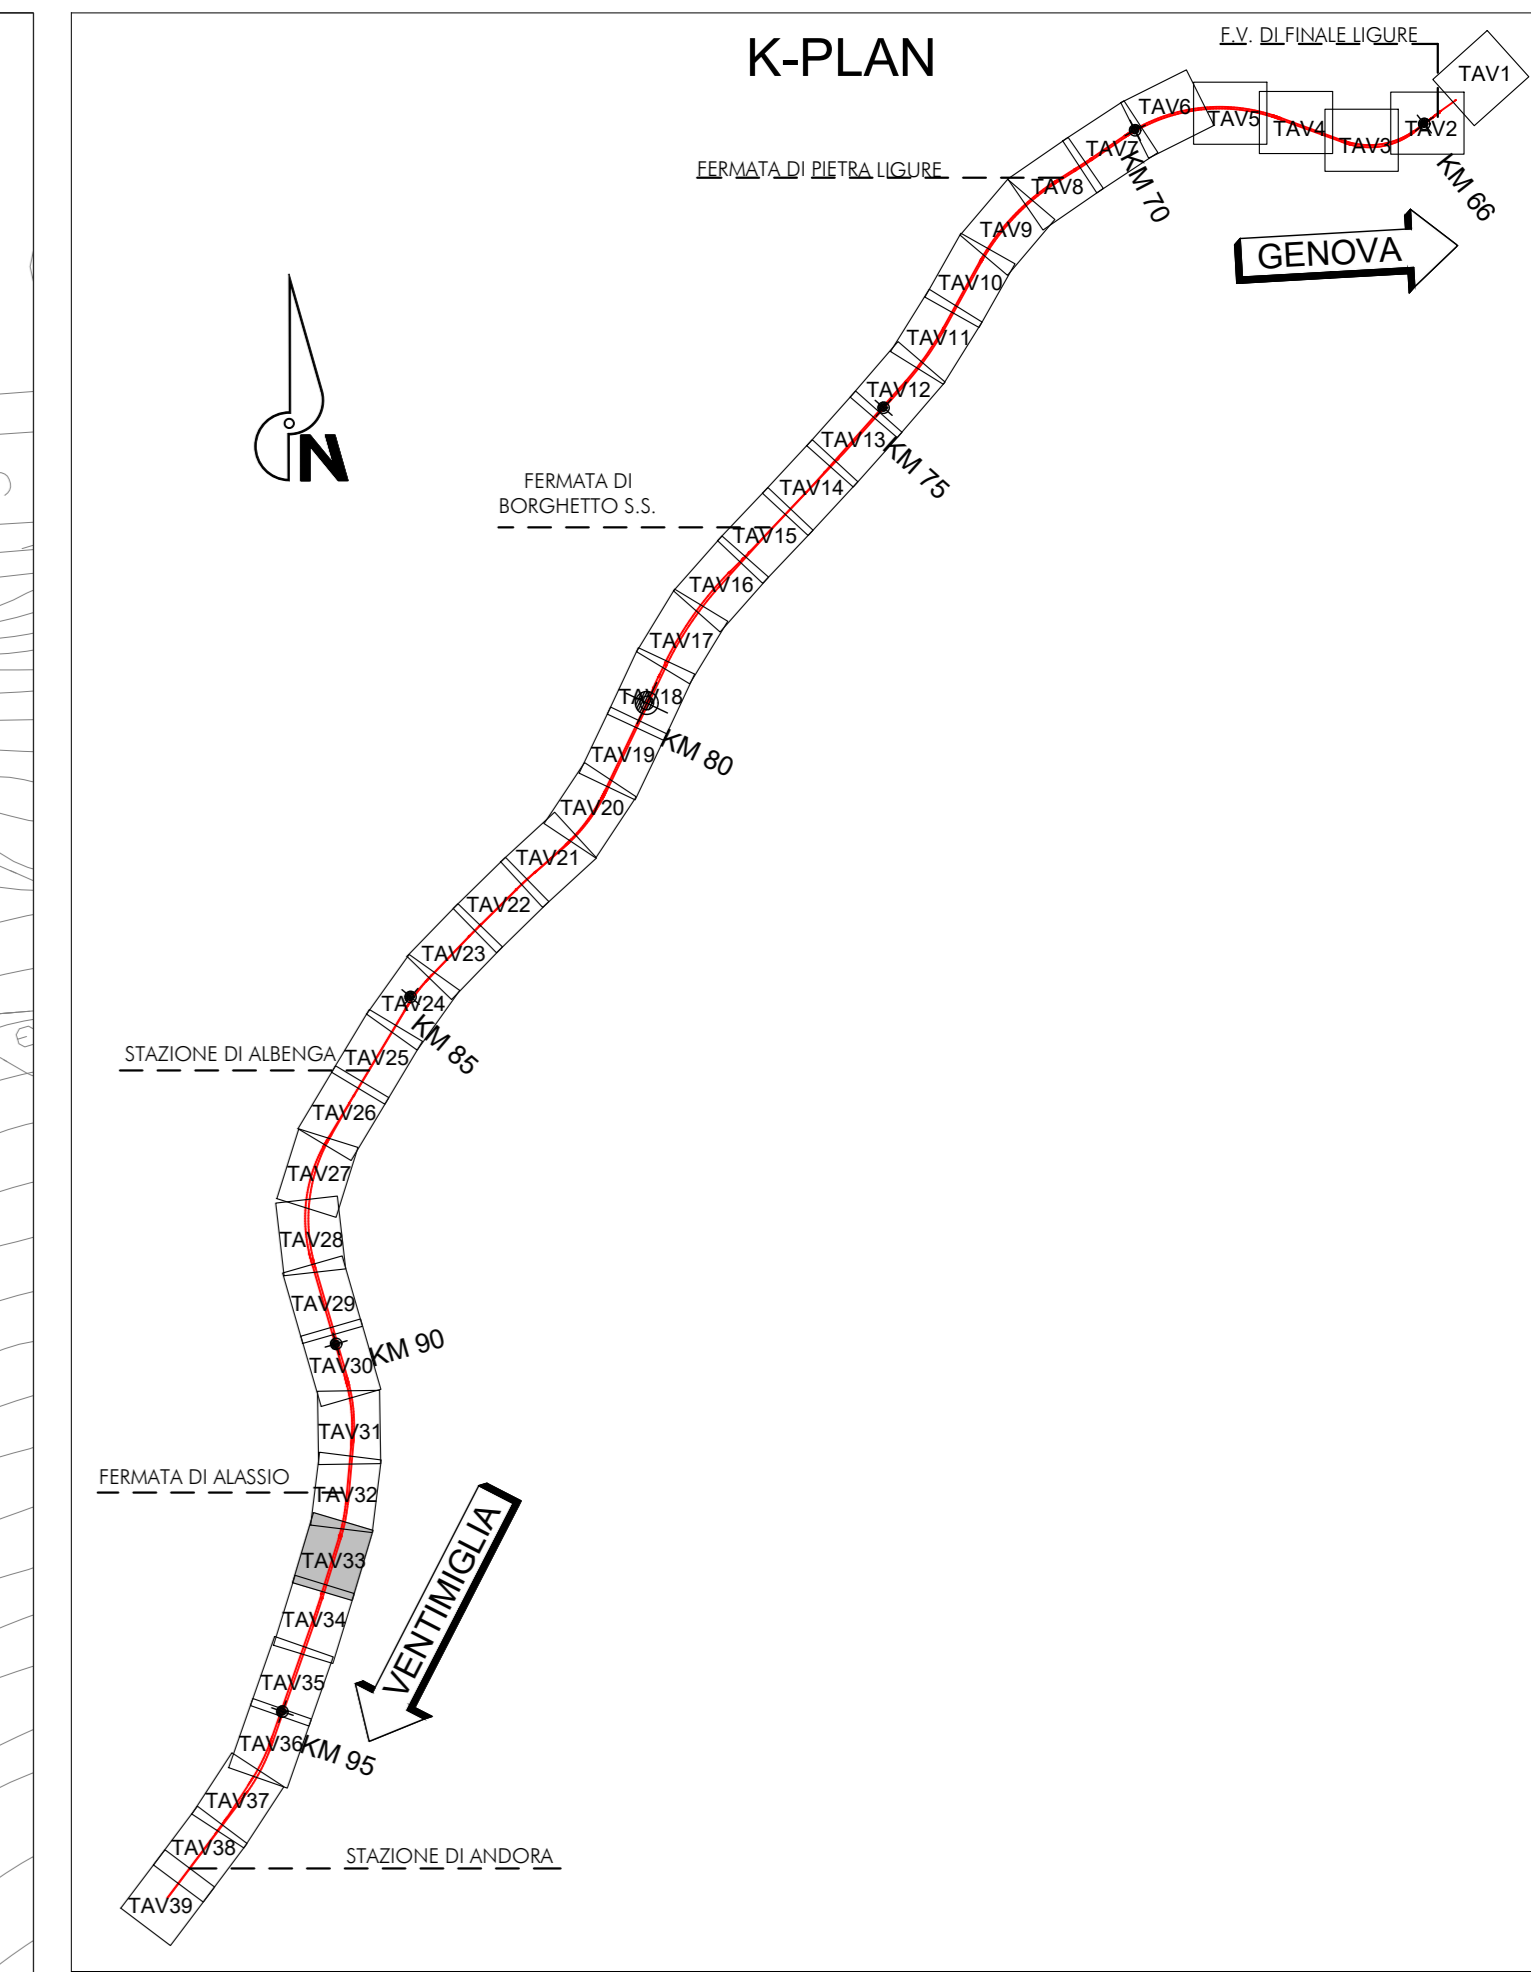 K-PLAN
F.V. DI FINALE LIGURE
TAV1
TAV2
TAV3
TAV4
TAV5
TAV6
TAV7
KM 66
KM 70
FERMATA DI PIETRA LIGURE
TAV8
GENOVA
TAV9
TAV10
TAV11
TAV12
KM 75
TAV13
N
FERMATA DI
BORGHETTO S.S.
TAV14
TAV15
TAV16
TAV17
TAV18
KM 80
TAV19
TAV20
TAV21
TAV22
TAV23
TAV24
KM 85
STAZIONE DI ALBENGA
TAV25
TAV26
TAV27
TAV28
TAV29
KM 90
TAV30
TAV31
FERMATA DI ALASSIO
TAV32
VENTIMIGLIA
TAV33
TAV34
TAV35
TAV36
KM 95
TAV37
TAV38
STAZIONE DI ANDORA
TAV39